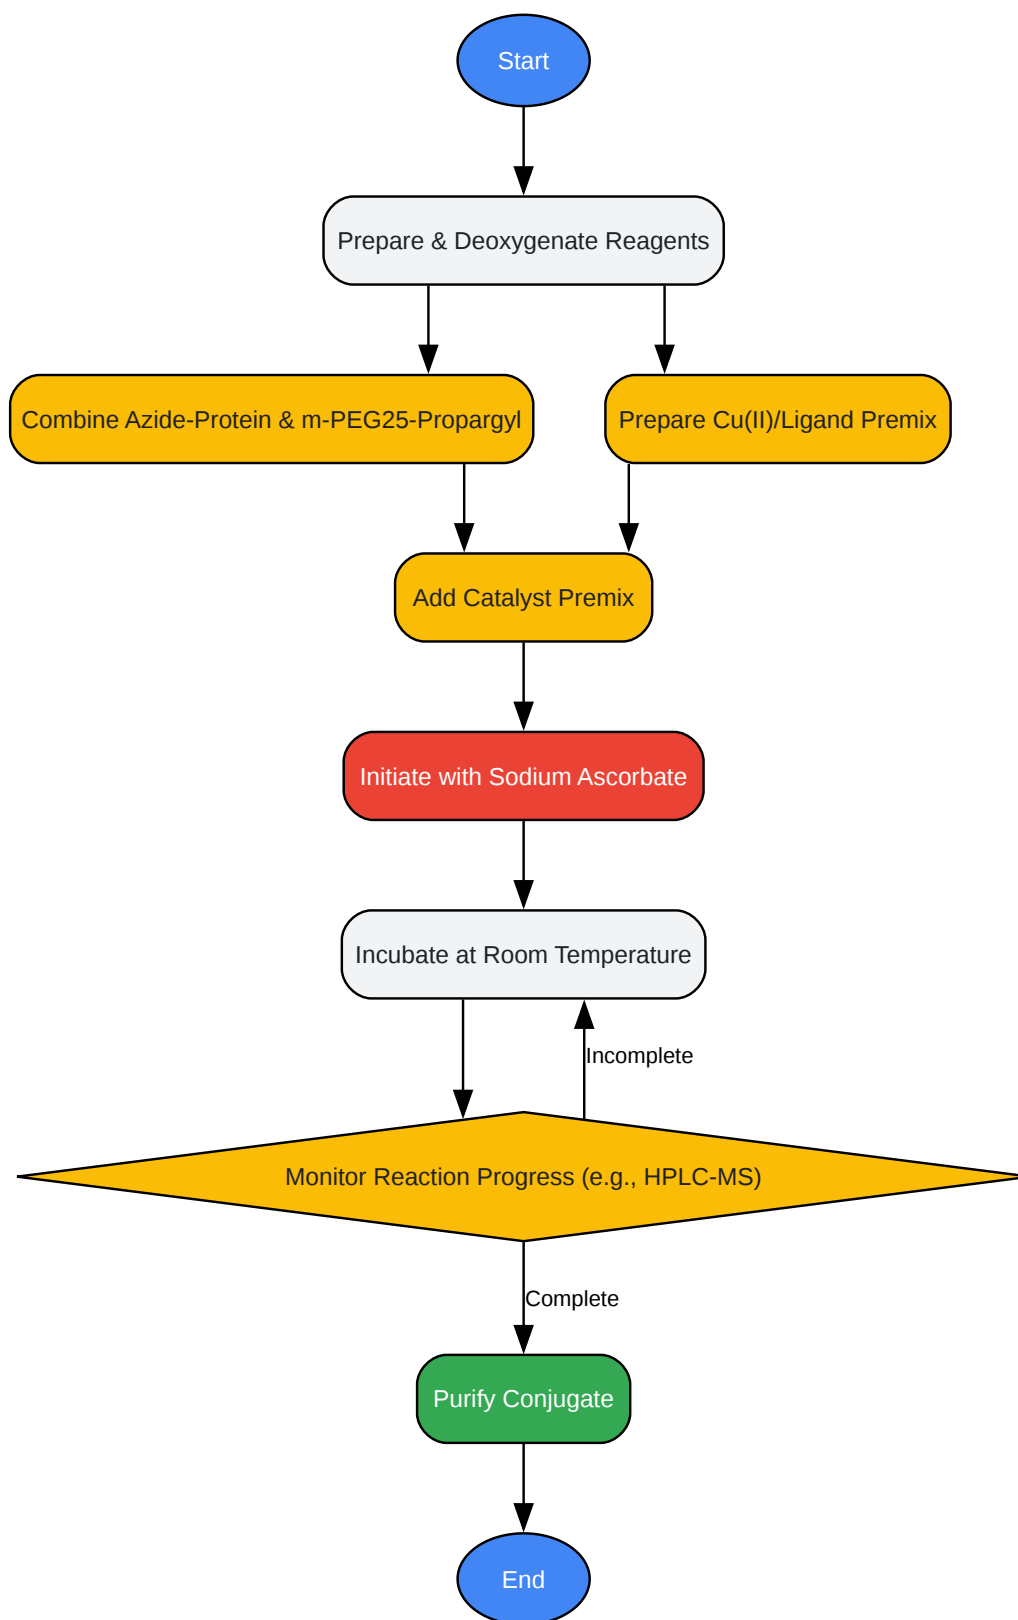 Start
Prepare & Deoxygenate Reagents
Combine Azide-Protein & m-PEG25-Propargyl
Prepare Cu(II)/Ligand Premix
Add Catalyst Premix
Initiate with Sodium Ascorbate
Incubate at Room Temperature
Incomplete
Monitor Reaction Progress (e.g., HPLC-MS)
Complete
Purify Conjugate
End